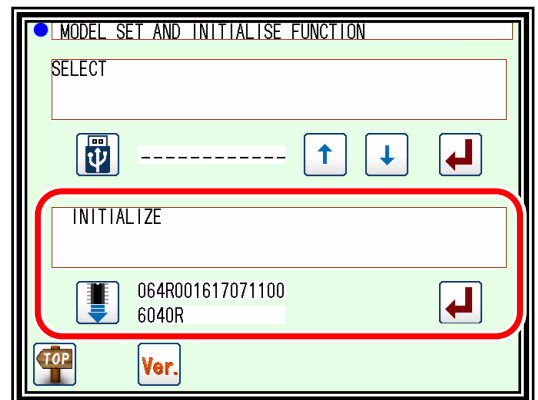 MODEL SET AND INITIALISE FUNCTION
SELECT
------------
INITIALIZE
064R001617071100
6040R
TOP
Ver.